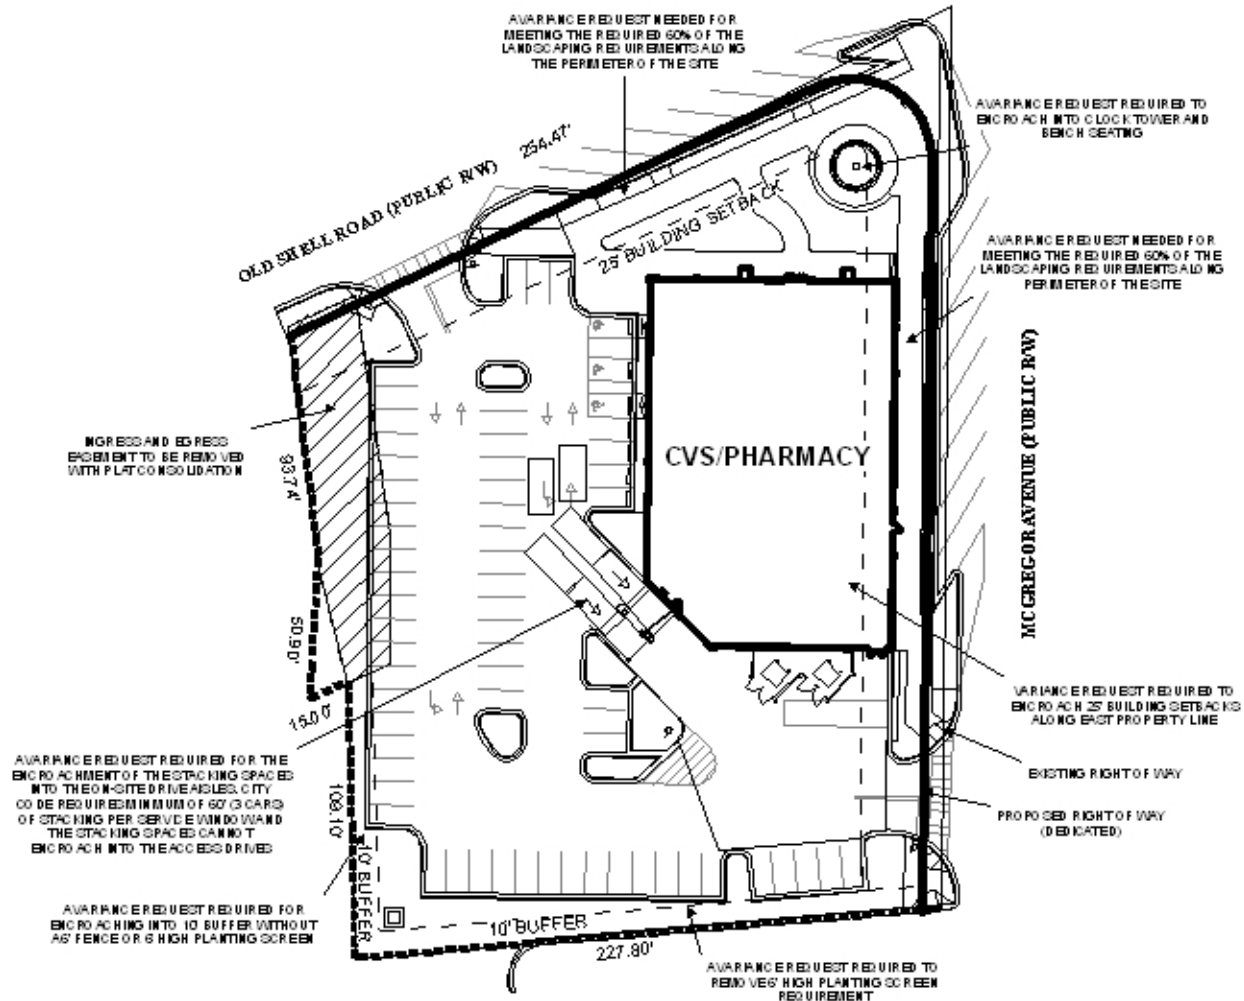 A VARIANCE REQUEST NEEDED FOR
MEETING THE REQUIRED 60% OF THE
LANDSCAPING REQUIREMENTS ALONG
THE PERIMETER OF THE SITE
A VARIANCE REQUEST REQUIRED TO
ENCROACH INTO CLOCK TOWER AND
BENCH SEATING
254.47'
OLD SHELL ROAD (PUBLIC R/W)
25' BUILDING SETBACK
A VARIANCE REQUEST NEEDED FOR
MEETING THE REQUIRED 60% OF THE
LANDSCAPING REQUIREMENTS ALONG
PERIMETER OF THE SITE
MCGREGOR AVENUE (PUBLIC R/W)
INGRESS AND EGRESS
EASEMENT TO BE REMOVED
WITH PLAT CONSOLIDATION
93.74'
CVS/PHARMACY
50.90'
15.00'
VARIANCE REQUEST REQUIRED TO
ENCROACH 25' BUILDING SETBACKS
ALONG EAST PROPERTY LINE
A VARIANCE REQUEST REQUIRED FOR THE
ENCROACHMENT OF THE STACKING SPACES
INTO THE ON-SITE DRIVE AISLES. CITY
CODE REQUIRES MINIMUM OF 60' (3 CARS)
OF STACKING PER SERVICE WINDOW AND
THE STACKING SPACES CANNOT
ENCROACH INTO THE ACCESS DRIVES
EXISTING RIGHT OF WAY
PROPOSED RIGHT OF WAY
(DEDICATED)
109.10'
10' BUFFER
A VARIANCE REQUEST REQUIRED FOR
ENCROACHING INTO 10' BUFFER WITHOUT
A 6' FENCE OR 6 HIGH PLANTING SCREEN
10' BUFFER
227.80'
A VARIANCE REQUEST REQUIRED TO
REMOVE 6' HIGH PLANTING SCREEN
REQUIREMENT